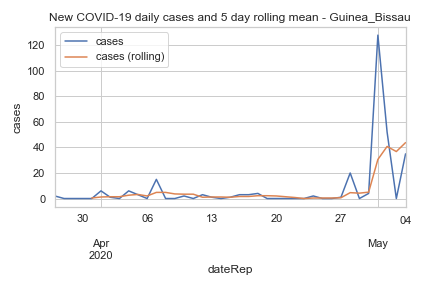 New COVID-19 daily cases and 5 day rolling mean - Guinea_Bissau
cases
cases (rolling)
120
100
80
60
40
20
0
cases
30 06 13 20 27 04
Apr May
2020
dateRep